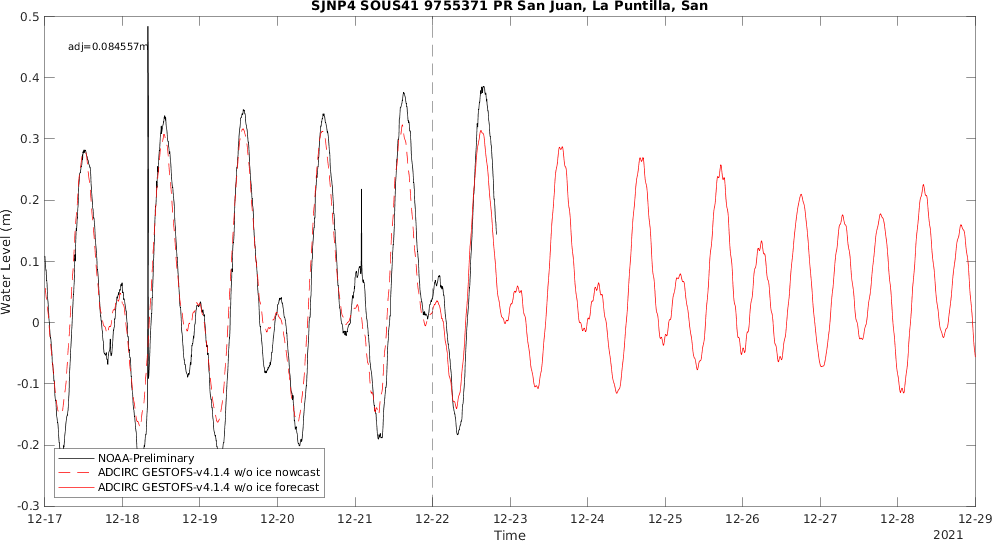 SJNP4 SOUS41 9755371 PR San Juan, La Puntilla, San
adj=0.084557m
Water Level (m)
0.5
0.4
0.3
0.2
0.1
0
-0.1
-0.2
-0.3
NOAA-Preliminary
ADCIRC GESTOFS-v4.1.4 w/o ice nowcast
ADCIRC GESTOFS-v4.1.4 w/o ice forecast
12-17 12-18 12-19 12-20 12-21 12-22 12-23 12-24 12-25 12-26 12-27 12-28 12-29
Time
2021